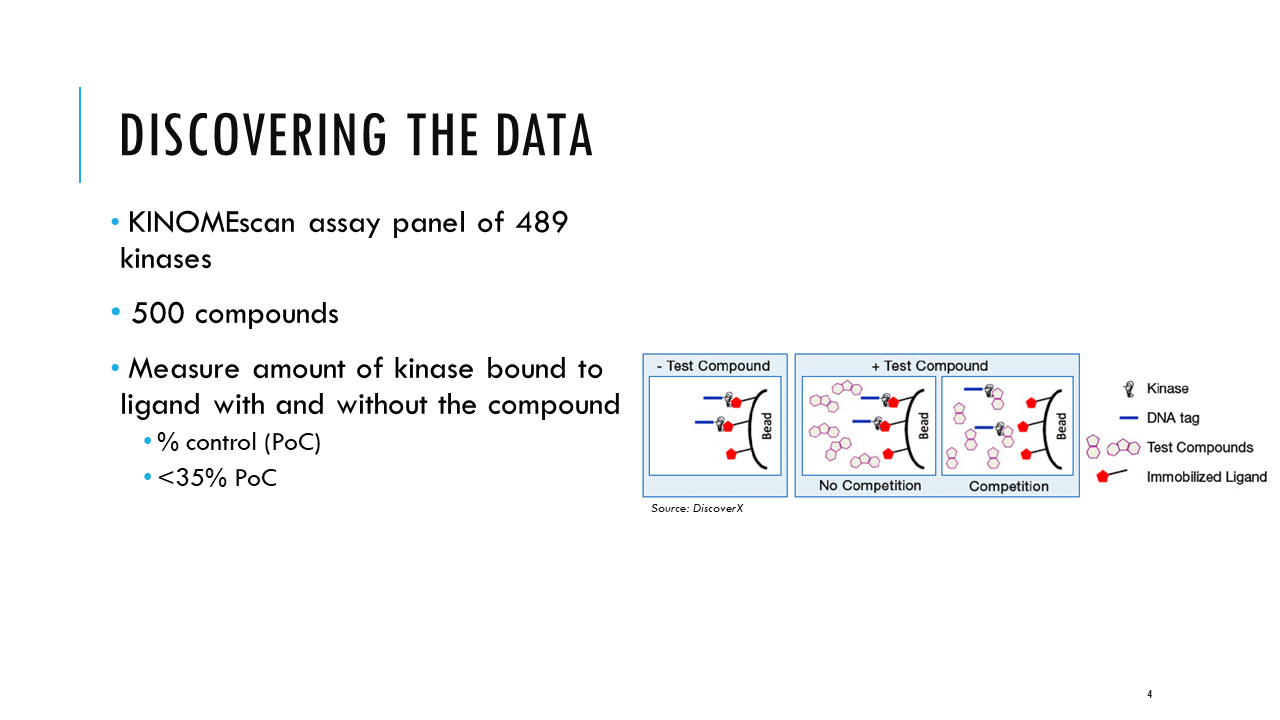 DISCOVERING THE DATA
• KINOMEscan assay panel of 489
kinases
• 500 compounds
• Measure amount of kinase bound to
ligand with and without the compound
• % control (PoC)
• <35% PoC
- Test Compound
+ Test Compound
Bead
Bead
Bead
No Competition
Competition
Kinase
DNA tag
Test Compounds
Immobilized Ligand
Source: DiscoverX
4